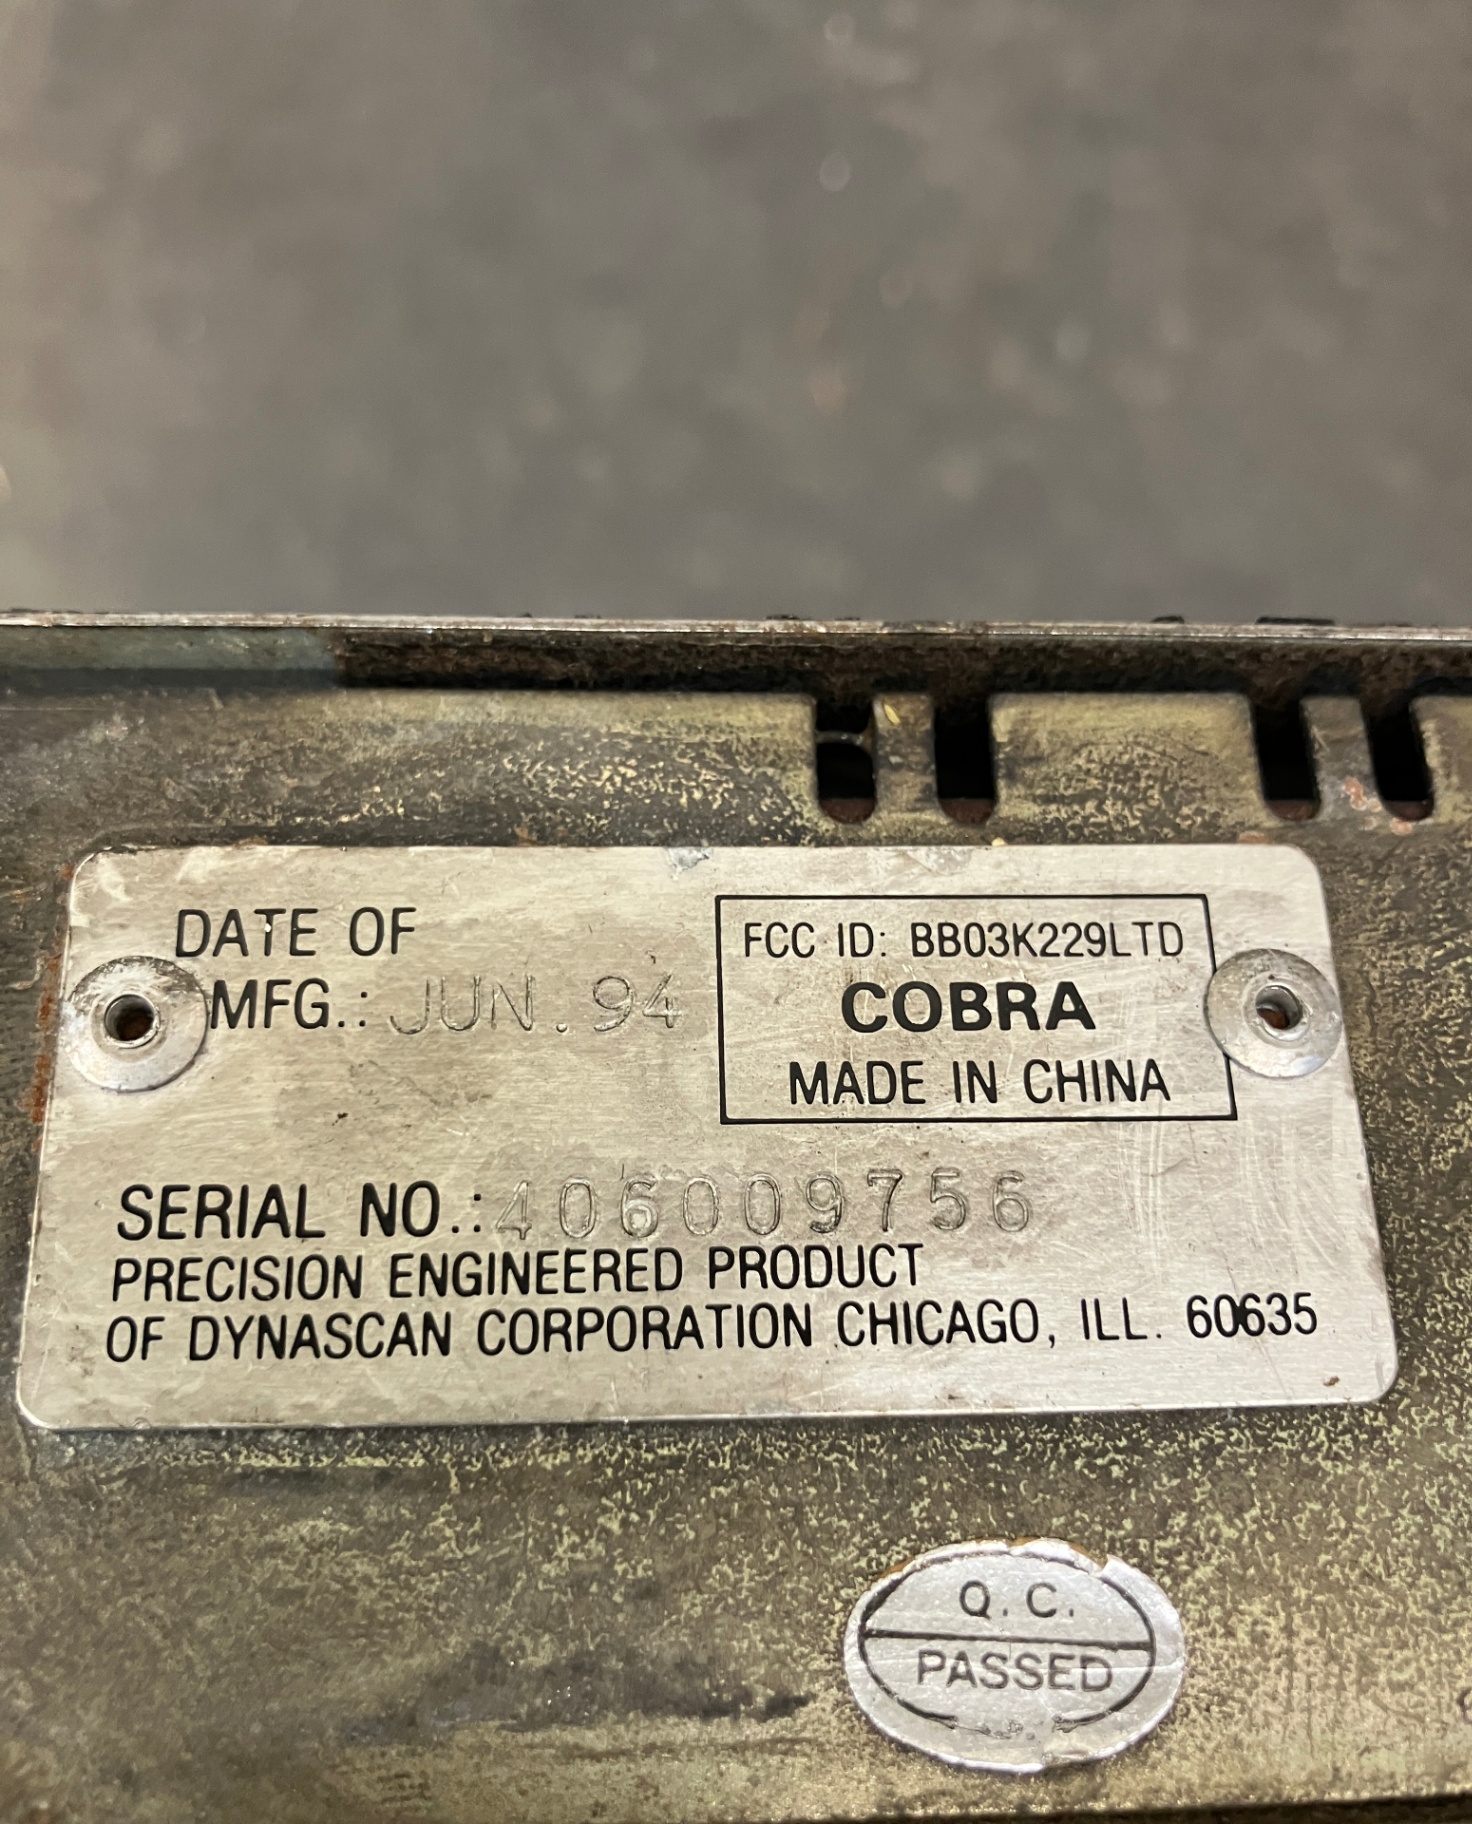 DATE OF
MFG.: JUN. 94
FCC ID: BB03K229LTD
COBRA
MADE IN CHINA
SERIAL NO.: 406009756
PRECISION ENGINEERED PRODUCT
OF DYNASCAN CORPORATION CHICAGO, ILL. 60635
Q.C.
PASSED